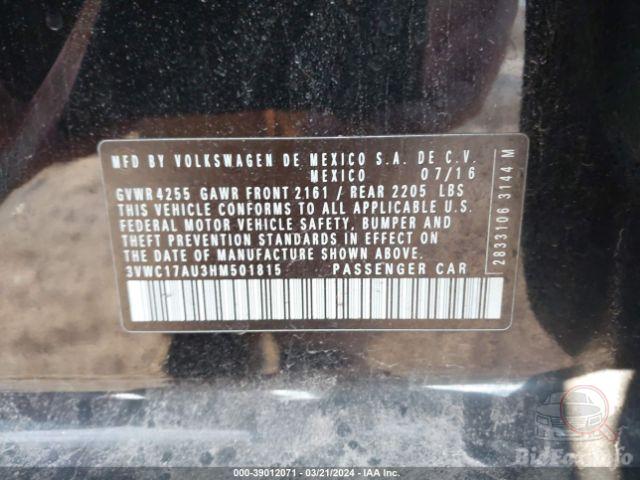 MFD BY VOLKSWAGEN DE MEXICO S.A. DE C.V.
MEXICO 07/16
GVWR 4255 GAWR FRONT 2161 / REAR 2205 LBS
THIS VEHICLE CONFORMS TO ALL APPLICABLE U.S.
FEDERAL MOTOR VEHICLE SAFETY, BUMPER AND
THEFT PREVENTION STANDARDS IN EFFECT ON
THE DATE OF MANUFACTURE SHOWN ABOVE.
3VWC17AU3HM501815 PASSENGER CAR
2833106 3144 M
BidFax.info
000-39012071 - 03/21/2024 - IAA Inc.